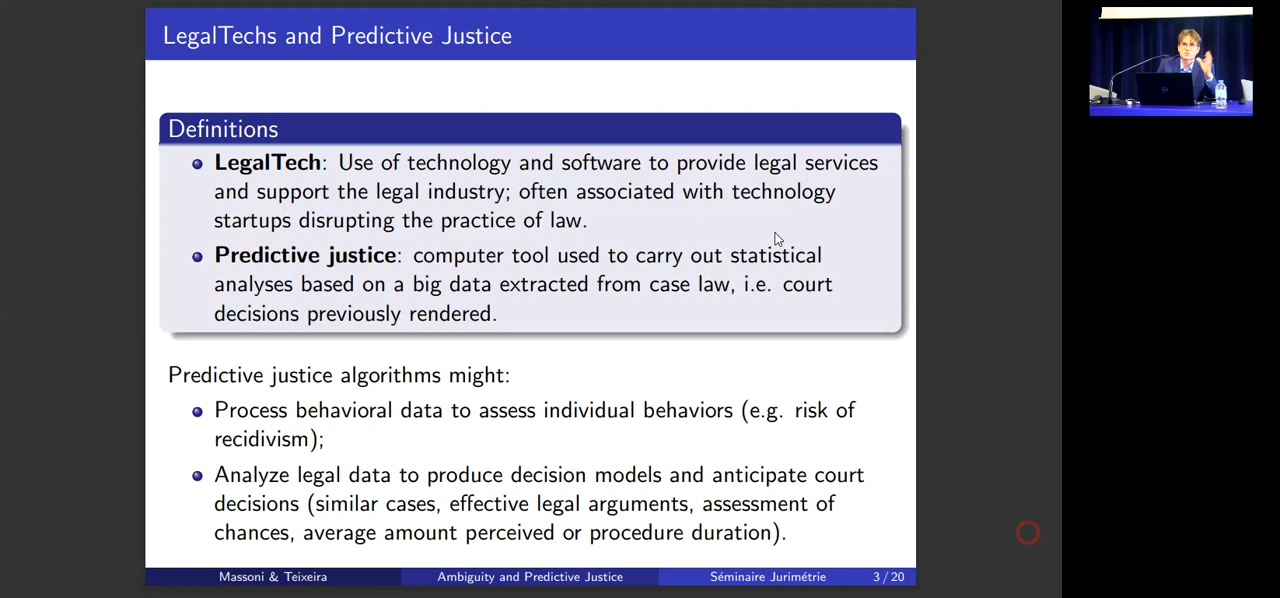 LegalTechs and Predictive Justice
Definitions
LegalTech: Use of technology and software to provide legal services
and support the legal industry; often associated with technology
startups disrupting the practice of law.
Predictive justice: computer tool used to carry out statistical
analyses based on a big data extracted from case law, i.e. court
decisions previously rendered.
Predictive justice algorithms might:
Process behavioral data to assess individual behaviors (e.g. risk of
recidivism);
Analyze legal data to produce decision models and anticipate court
decisions (similar cases, effective legal arguments, assessment of
chances, average amount perceived or procedure duration).
Massoni & Teixeira Ambiguity and Predictive Justice Séminaire Jurimétrie 3 / 20